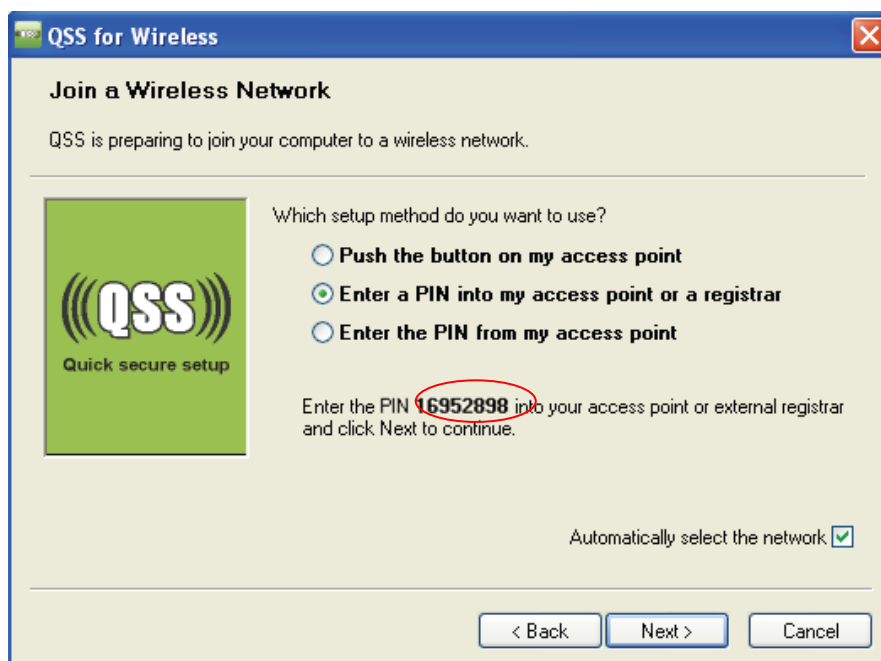 QSS for Wireless
Join a Wireless Network
QSS is preparing to join your computer to a wireless network.
Which setup method do you want to use?
Push the button on my access point
Enter a PIN into my access point or a registrar
Enter the PIN from my access point
QSS
Quick secure setup
Enter the PIN 16952898 into your access point or external registrar
and click Next to continue.
Automatically select the network
< Back
Next >
Cancel